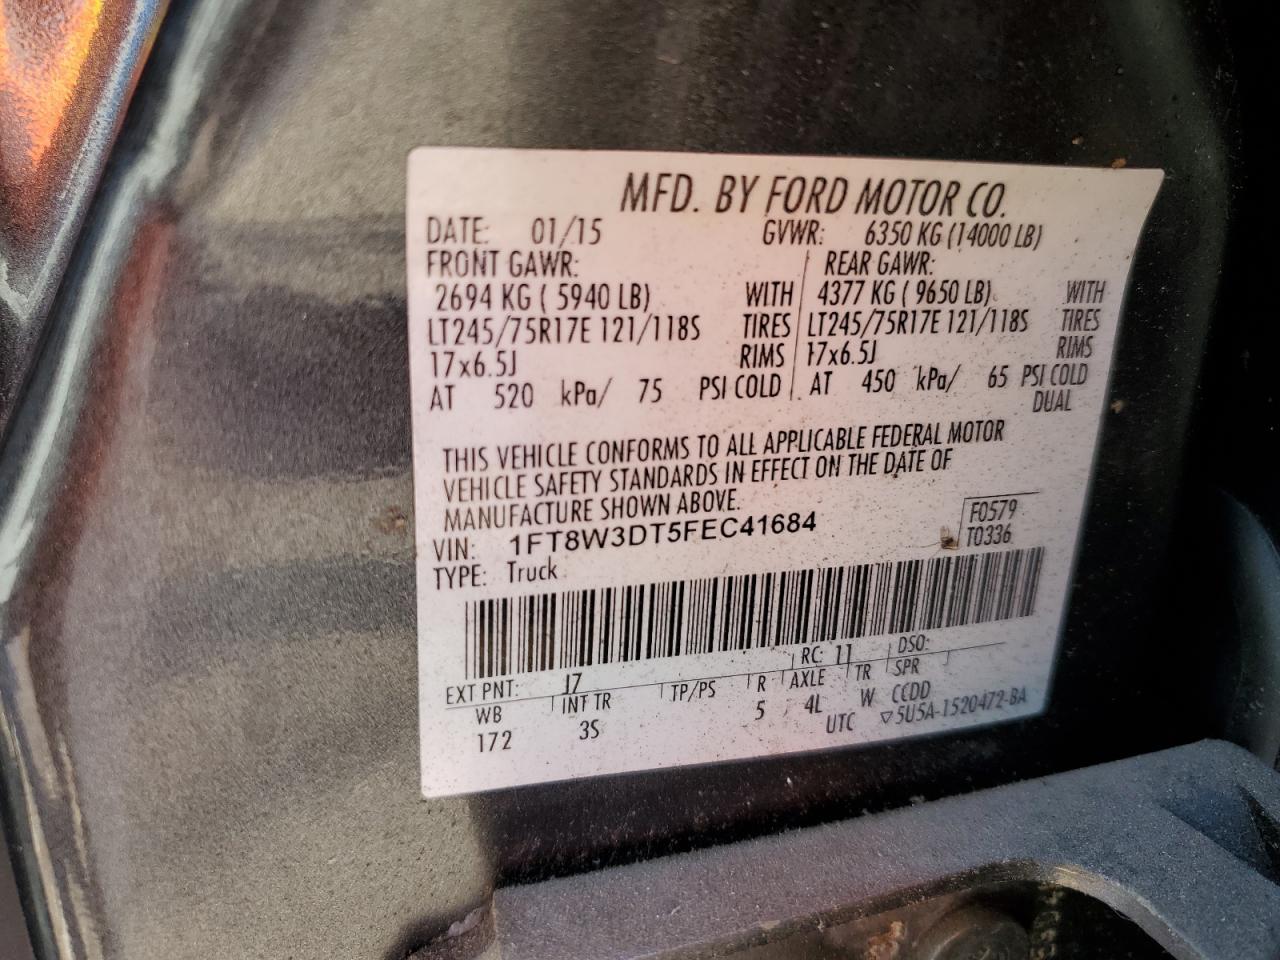 MFD. BY FORD MOTOR CO.
DATE: 01/15 GVWR: 6350 KG (14000 LB)
FRONT GAWR: REAR GAWR:
2694 KG ( 5940 LB) WITH 4377 KG ( 9650 LB) WITH
LT245/75R17E 121/118S TIRES LT245/75R17E 121/118S TIRES
17x6.5J RIMS 17x6.5J RIMS
AT 520 kPa/ 75 PSI COLD AT 450 kPa/ 65 PSI COLD
DUAL
THIS VEHICLE CONFORMS TO ALL APPLICABLE FEDERAL MOTOR
VEHICLE SAFETY STANDARDS IN EFFECT ON THE DATE OF
MANUFACTURE SHOWN ABOVE.
VIN: 1FT8W3DT5FEC41684 F0579
TYPE: Truck T0336
EXT PNT: J7 RC: 11 DSO:
WB INT TR TP/PS R AXLE TR SPR
172 3S 5 4L W CCDD
UTC ▽5U5A-1520472-BA